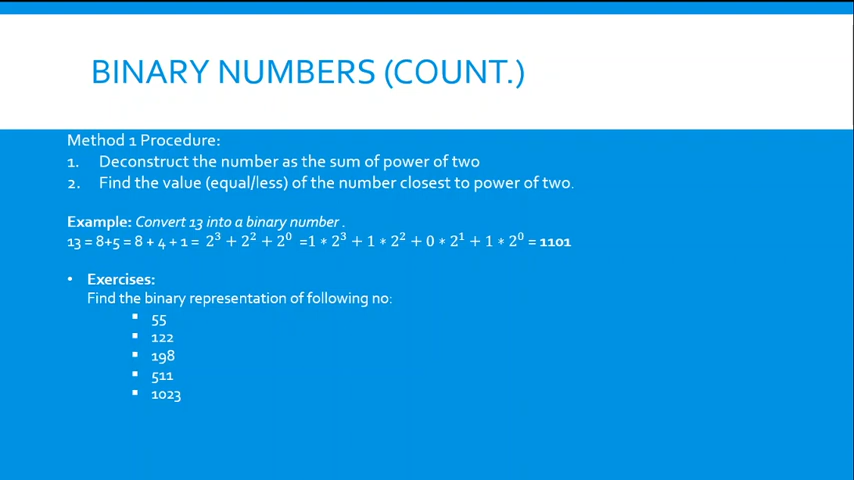 BINARY NUMBERS (COUNT.)
Method 1 Procedure:
1. Deconstruct the number as the sum of power of two
2. Find the value (equal/less) of the number closest to power of two.
Example: Convert 13 into a binary number .
13 = 8+5 = 8 + 4 + 1 = 2³ + 2² + 2⁰ =1 ∗ 2³ + 1 ∗ 2² + 0 ∗ 2¹ + 1 ∗ 2⁰ = 1101
• Exercises:
Find the binary representation of following no:
▪ 55
▪ 122
▪ 198
▪ 511
▪ 1023